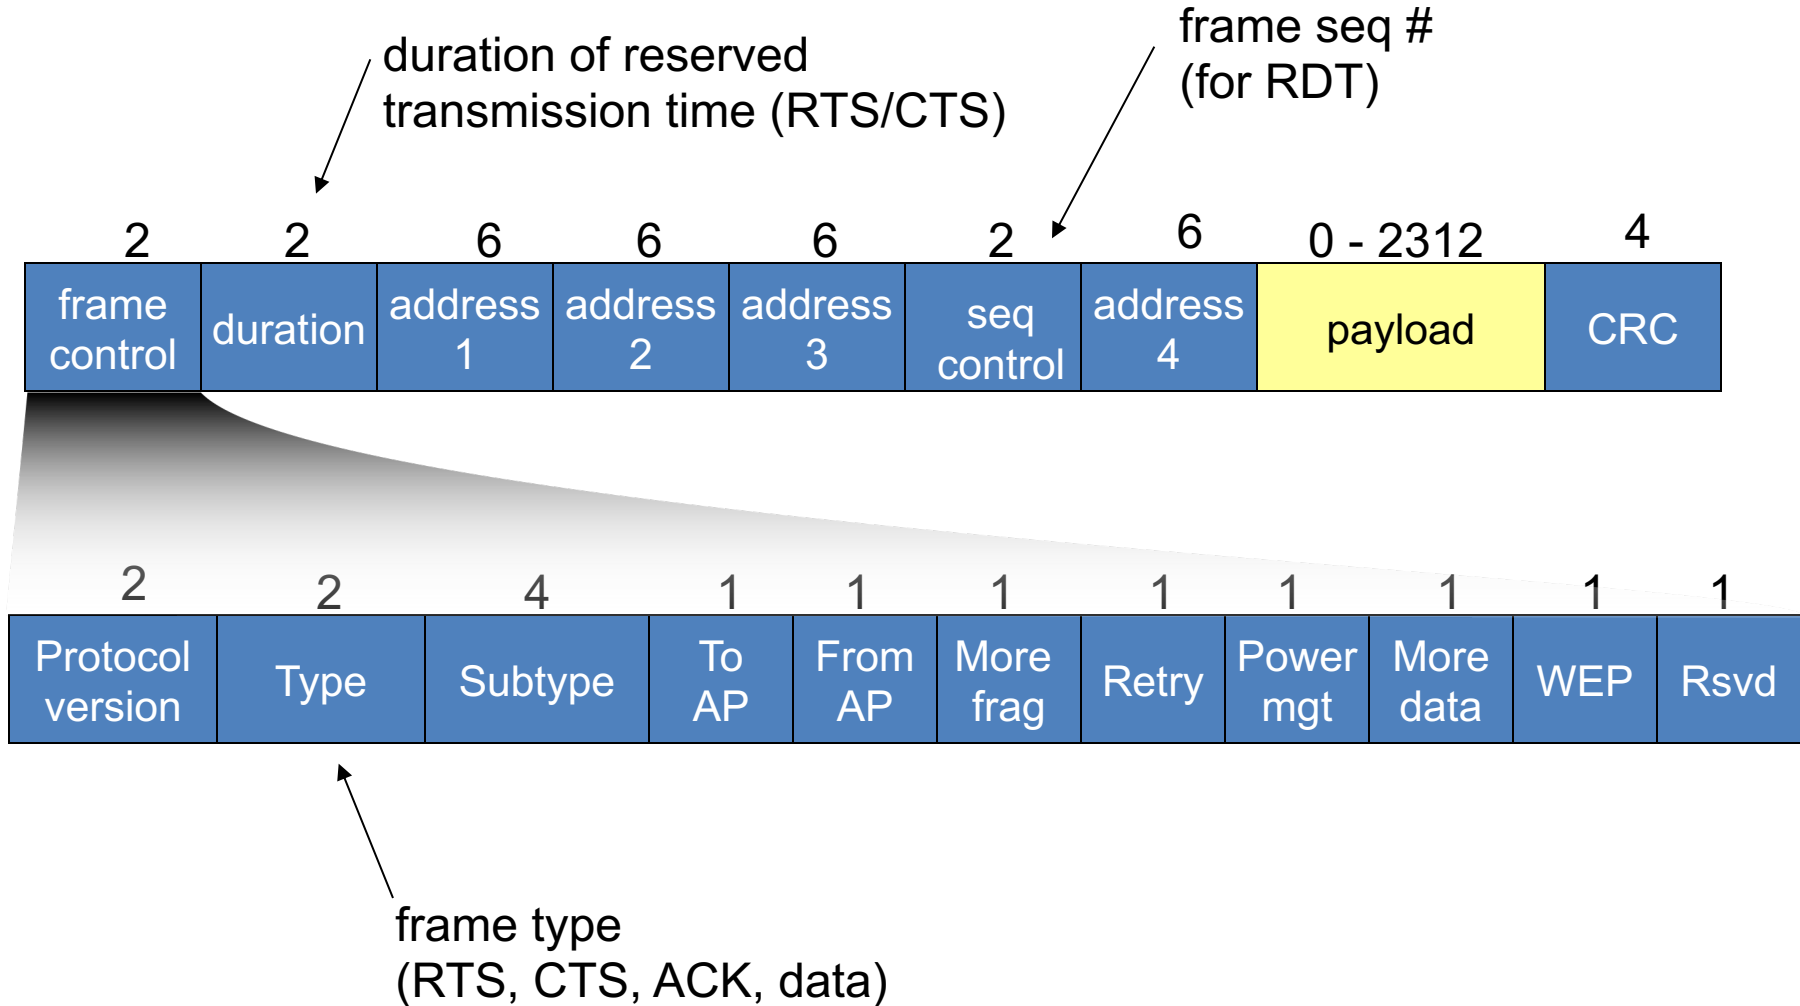 duration of reserved
transmission time (RTS/CTS)
frame seq #
(for RDT)
2 2 6 6 6 2 6 0 - 2312 4
frame
control
duration
address
1
address
2
address
3
seq
control
address
4
payload
CRC
2 2 4 1 1 1 1 1 1 1 1
Protocol
version
Type
Subtype
To
AP
From
AP
More
frag
Retry
Power
mgt
More
data
WEP
Rsvd
frame type
(RTS, CTS, ACK, data)